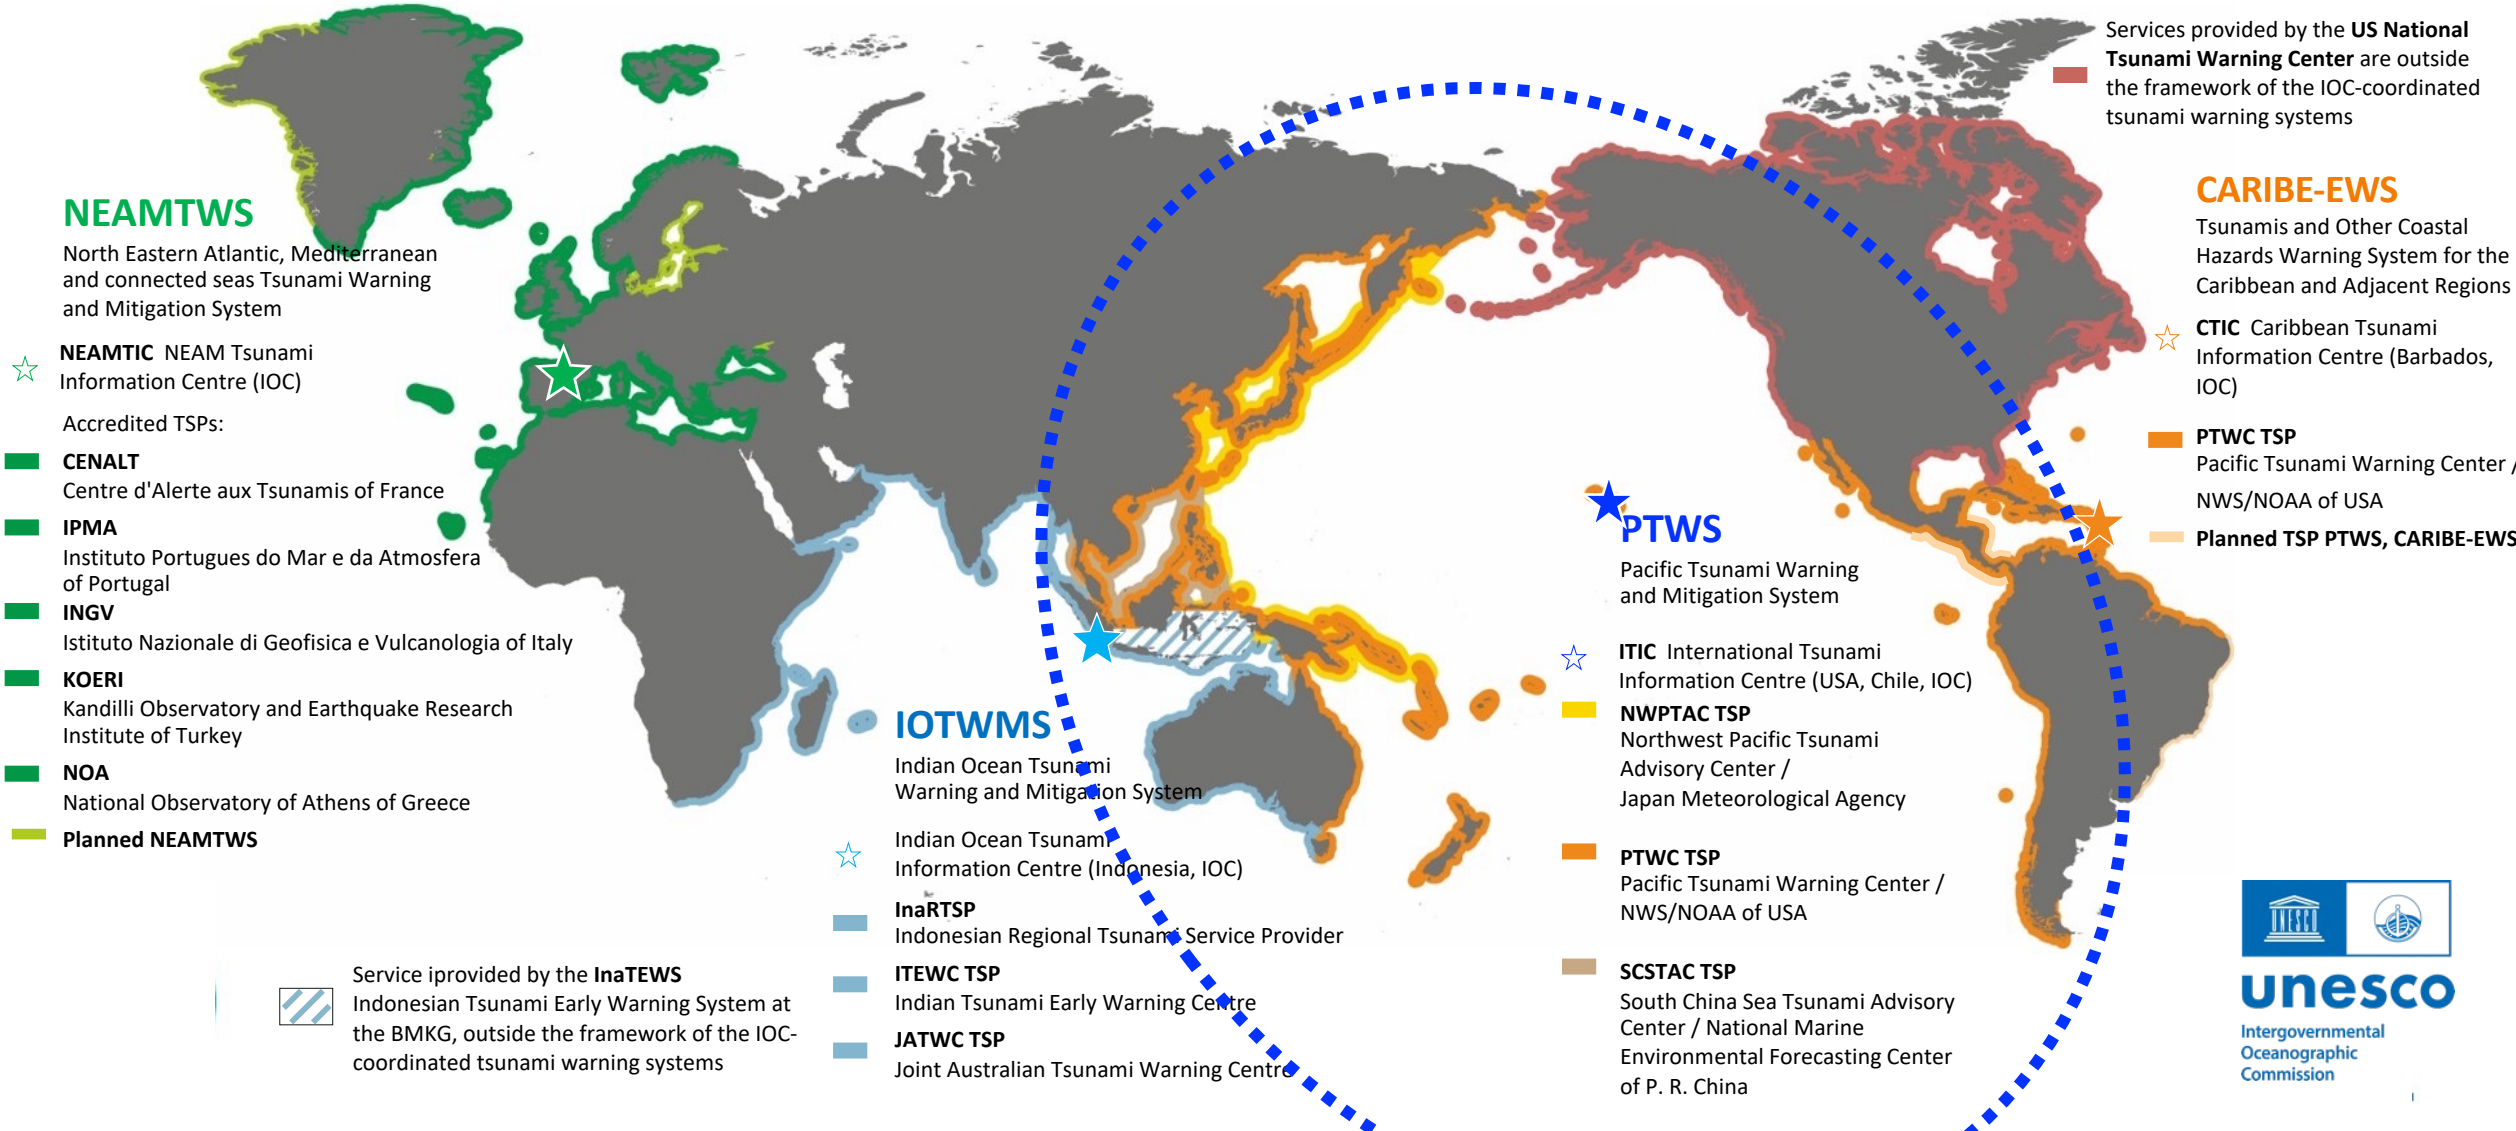 NEAMTWS
North Eastern Atlantic, Mediterranean
and connected seas Tsunami Warning
and Mitigation System
NEAMTIC NEAM Tsunami
Information Centre (IOC)
Accredited TSPs:
CENALT
Centre d'Alerte aux Tsunamis of France
IPMA
Instituto Portugues do Mar e da Atmosfera
of Portugal
INGV
Istituto Nazionale di Geofisica e Vulcanologia of Italy
KOERI
Kandilli Observatory and Earthquake Research
Institute of Turkey
NOA
National Observatory of Athens of Greece
Planned NEAMTWS
Service iprovided by the InaTEWS
Indonesian Tsunami Early Warning System at
the BMKG, outside the framework of the IOC-
coordinated tsunami warning systems
IOTWMS
Indian Ocean Tsunami
Warning and Mitigation System
Indian Ocean Tsunami
Information Centre (Indonesia, IOC)
InaRTSP
Indonesian Regional Tsunami Service Provider
ITEWC TSP
Indian Tsunami Early Warning Centre
JATWC TSP
Joint Australian Tsunami Warning Centre
PTWS
Pacific Tsunami Warning
and Mitigation System
ITIC International Tsunami
Information Centre (USA, Chile, IOC)
NWPTAC TSP
Northwest Pacific Tsunami
Advisory Center /
Japan Meteorological Agency
PTWC TSP
Pacific Tsunami Warning Center /
NWS/NOAA of USA
SCSTAC TSP
South China Sea Tsunami Advisory
Center / National Marine
Environmental Forecasting Center
of P. R. China
Services provided by the US National
Tsunami Warning Center are outside
the framework of the IOC-coordinated
tsunami warning systems
CARIBE-EWS
Tsunamis and Other Coastal
Hazards Warning System for the
Caribbean and Adjacent Regions
CTIC Caribbean Tsunami
Information Centre (Barbados,
IOC)
PTWC TSP
Pacific Tsunami Warning Center /
NWS/NOAA of USA
Planned TSP PTWS, CARIBE-EWS
UNESCO
unesco
Intergovernmental
Oceanographic
Commission